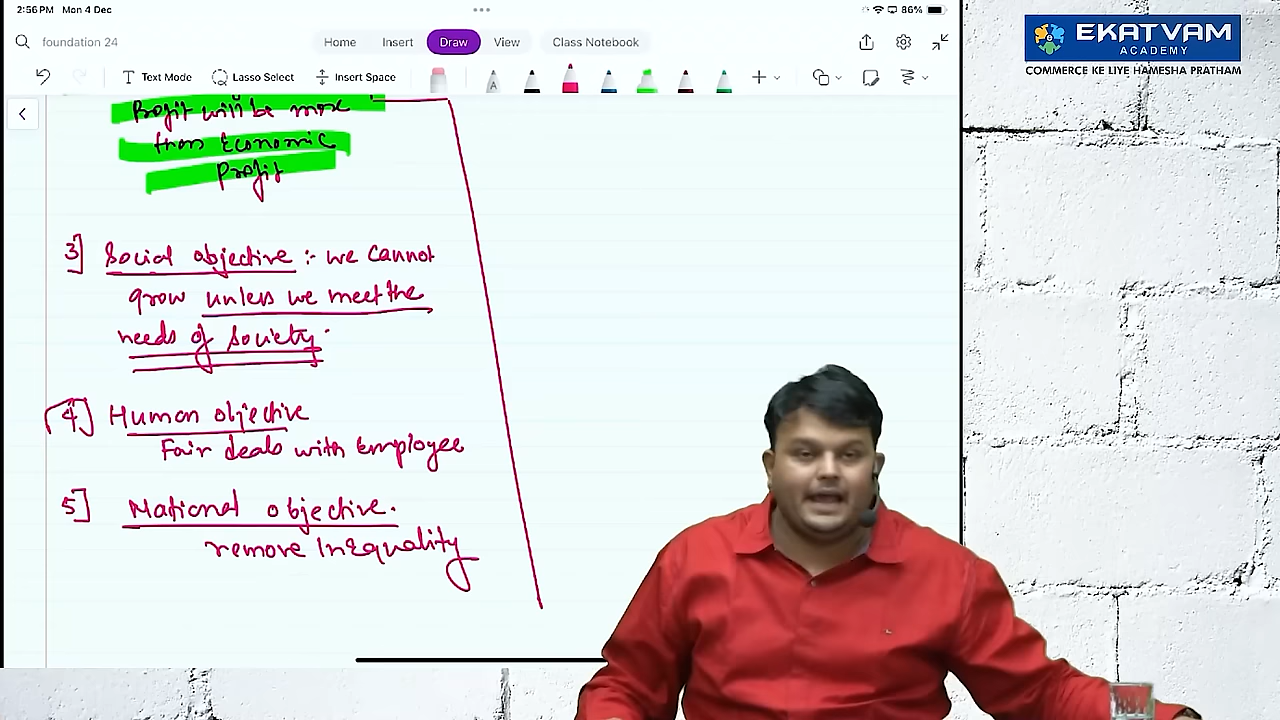 2:56 PM Mon 4 Dec
86%
foundation 24
Home Insert Draw View Class Notebook
Text Mode Lasso Select Insert Space
EKATVAM
ACADEMY
COMMERCE KE LIYE HAMESHA PRATHAM
Profit will be more
than Economic
Profit
3] Social objective :- we cannot
grow unless we meet the
needs of society.
4] Human objective
Fair deals with Employee
5] National objective.
remove Inequality